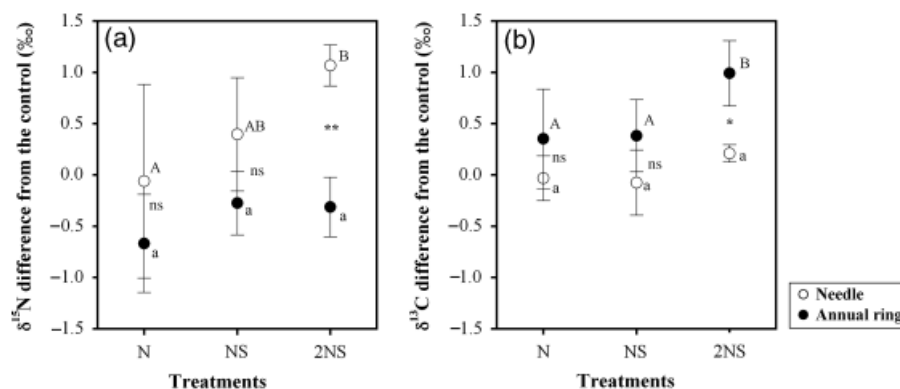 (a)
δ15N difference from the control (‰)
1.5
1.0
0.5
0.0
−0.5
−1.0
−1.5
A
ns
a
AB
ns
a
B
**
a
N NS 2NS
Treatments
(b)
δ13C difference from the control (‰)
1.5
1.0
0.5
0.0
−0.5
−1.0
−1.5
A
ns
a
A
ns
a
B
*
a
N NS 2NS
Treatments
Needle
Annual ring